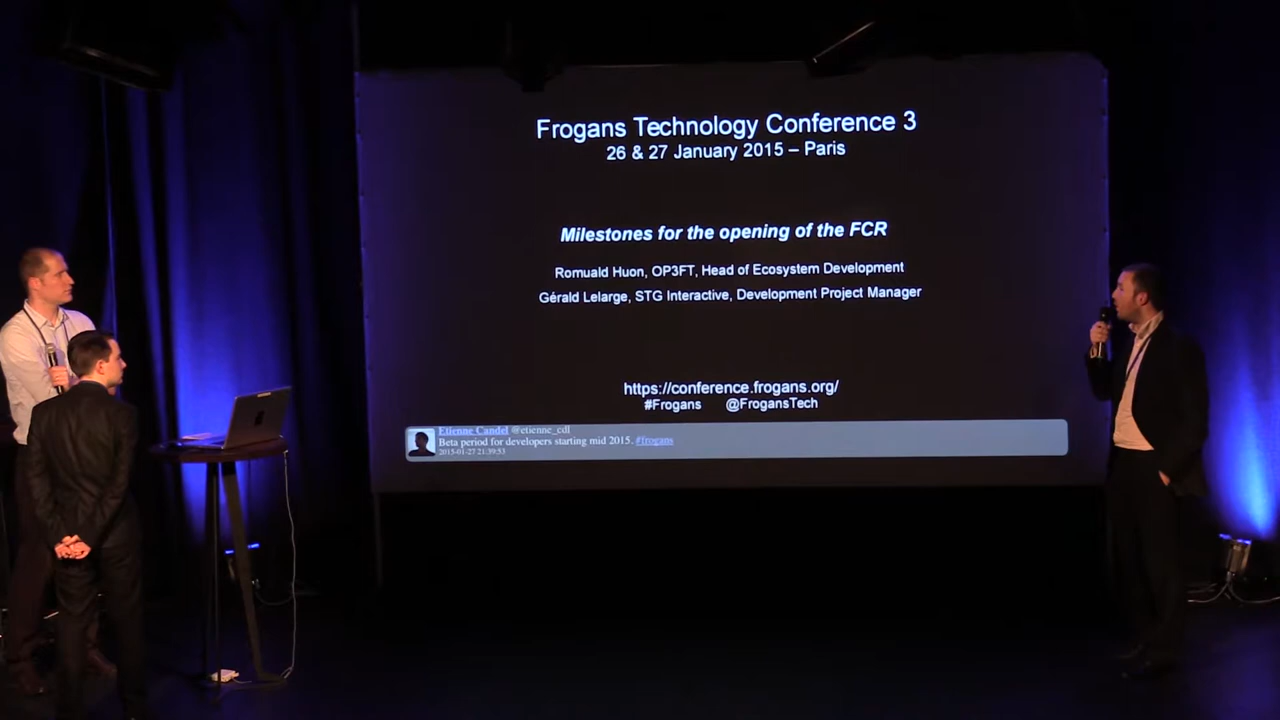 Frogans Technology Conference 3
26 & 27 January 2015 – Paris
Milestones for the opening of the FCR
Romuald Huon, OP3FT, Head of Ecosystem Development
Gérald Lelarge, STG Interactive, Development Project Manager
https://conference.frogans.org/
#Frogans @FrogansTech
Etienne Candel @etienne_cdl
Beta period for developers starting mid 2015. #frogans
2015-01-27 21:39:53